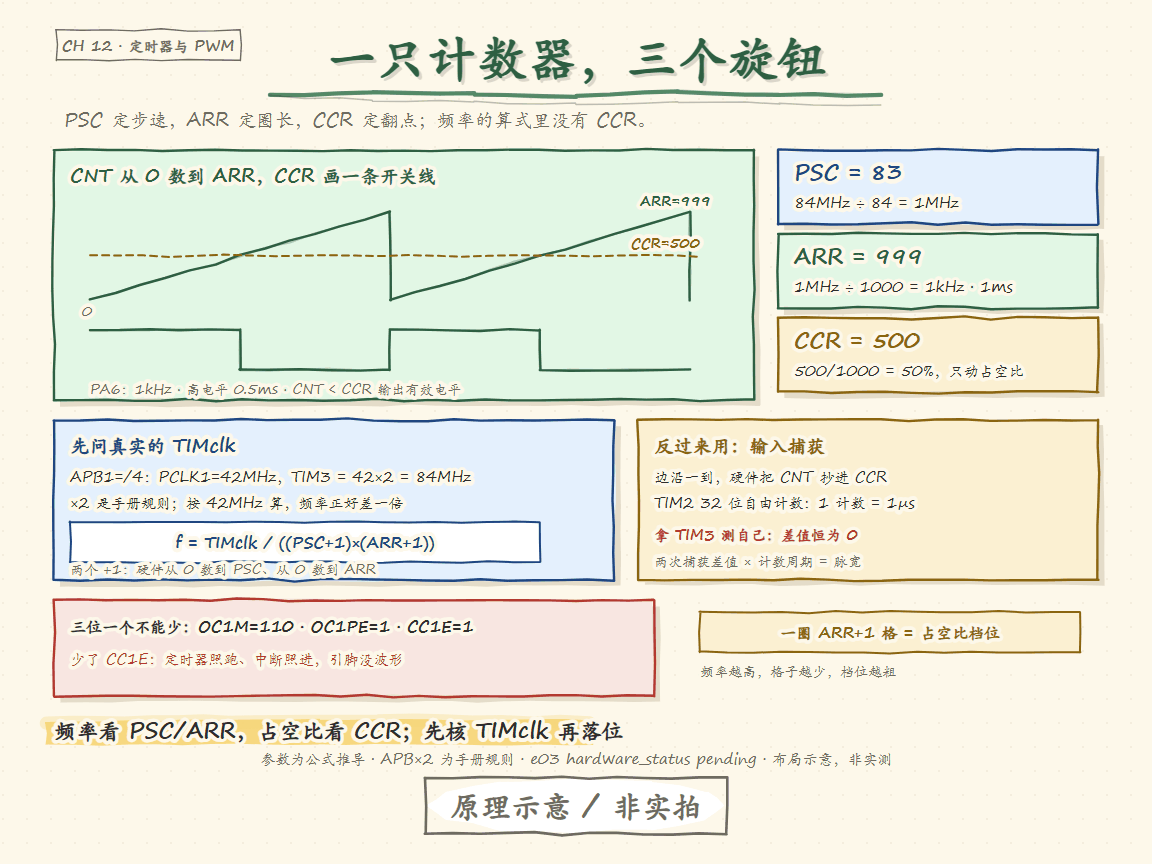 CH 12 · 定时器与 PWM
一只计数器，三个旋钮
PSC 定步速，ARR 定圈长，CCR 定翻点；频率的算式里没有 CCR。
CNT 从 0 数到 ARR，CCR 画一条开关线
ARR=999
CCR=500
0
PA6：1kHz · 高电平 0.5ms · CNT < CCR 输出有效电平
PSC = 83
84MHz ÷ 84 = 1MHz
ARR = 999
1MHz ÷ 1000 = 1kHz · 1ms
CCR = 500
500/1000 = 50%，只动占空比
先问真实的 TIMclk
APB1=/4：PCLK1=42MHz，TIM3 = 42×2 = 84MHz
×2 是手册规则；按 42MHz 算，频率正好差一倍
f = TIMclk / ((PSC+1)×(ARR+1))
两个 +1：硬件从 0 数到 PSC、从 0 数到 ARR
反过来用：输入捕获
边沿一到，硬件把 CNT 抄进 CCR
TIM2 32 位自由计数：1 计数 = 1µs
拿 TIM3 测自己：差值恒为 0
两次捕获差值 × 计数周期 = 脉宽
三位一个不能少：OC1M=110 · OC1PE=1 · CC1E=1
少了 CC1E：定时器照跑、中断照进，引脚没波形
一圈 ARR+1 格 = 占空比档位
频率越高，格子越少，档位越粗
频率看 PSC/ARR，占空比看 CCR；先核 TIMclk 再落位
参数为公式推导 · APB×2 为手册规则 · e03 hardware_status pending · 布局示意，非实测
原理示意 / 非实拍